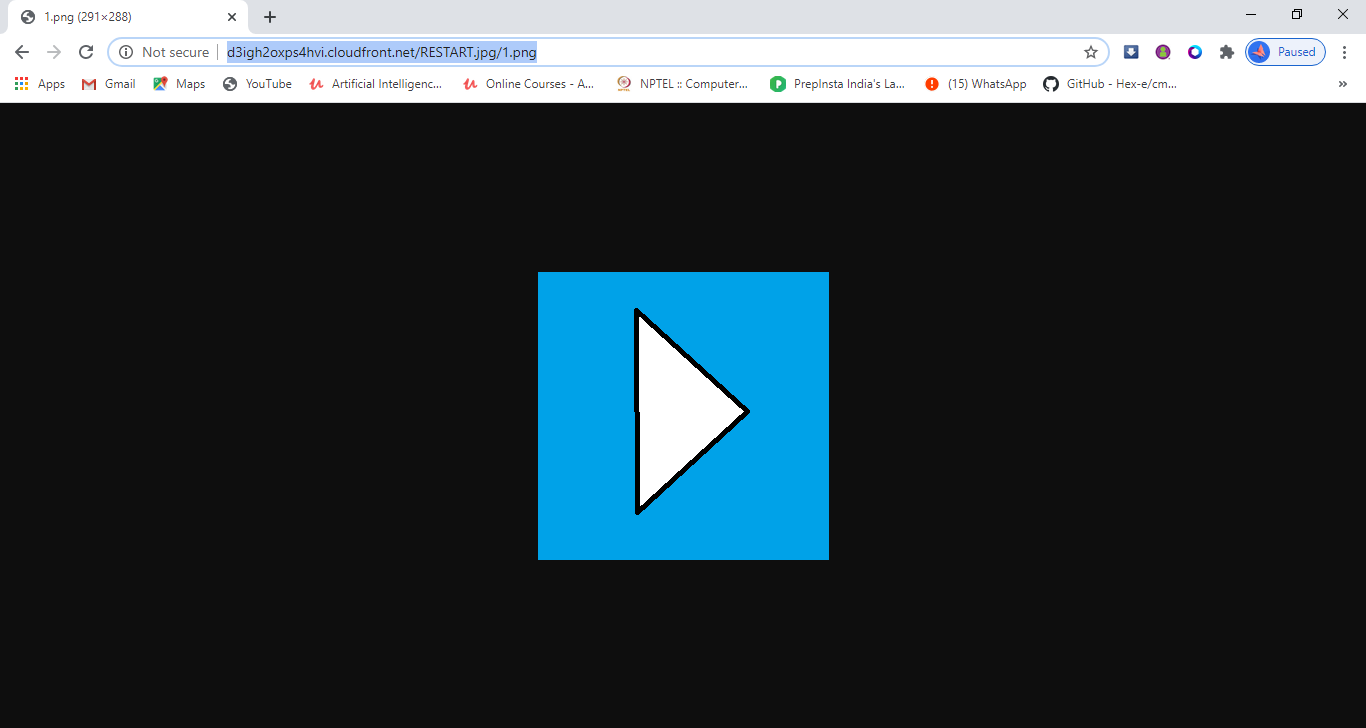 1.png (291×288)
Not secure d3igh2oxps4hvi.cloudfront.net/RESTART.jpg/1.png Paused
Apps Gmail Maps YouTube Artificial Intelligenc... Online Courses - A... NPTEL :: Computer... PrepInsta India's La... (15) WhatsApp GitHub - Hex-e/cm... »